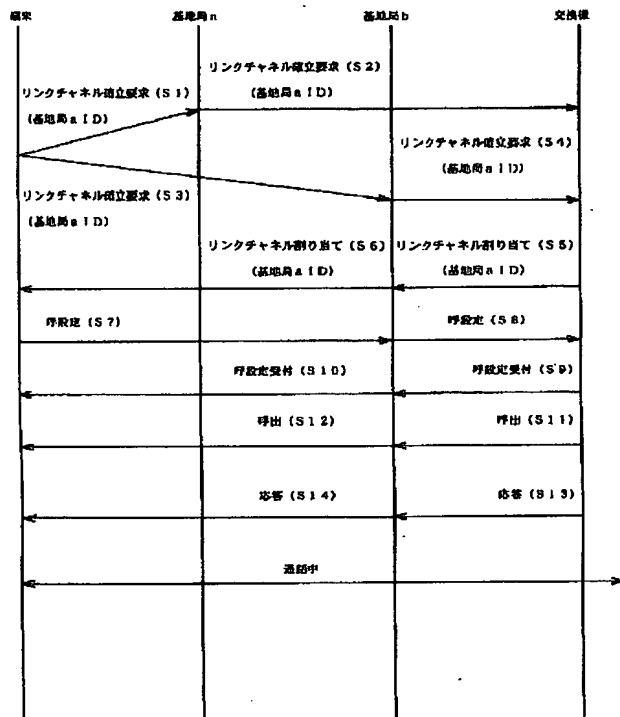 端末 基地局a 基地局b 交換機
リンクチャネル確立要求（S2）
（基地局aID）
リンクチャネル確立要求（S1）
（基地局aID）
リンクチャネル確立要求（S4）
（基地局aID）
リンクチャネル確立要求（S3）
（基地局aID）
リンクチャネル割り当て（S6） リンクチャネル割り当て（S5）
（基地局aID） （基地局aID）
呼設定（S7） 呼設定（S8）
呼設定受付（S10） 呼設定受付（S9）
呼出（S12） 呼出（S11）
応答（S14） 応答（S13）
通話中